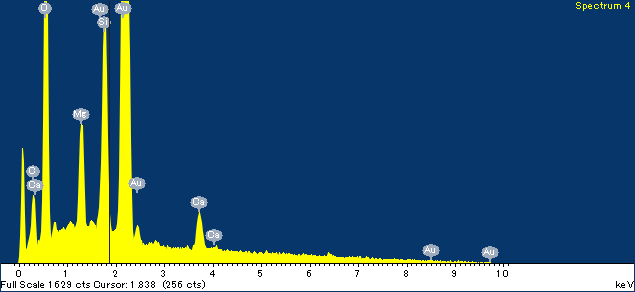 Spectrum 4
O Au Au
Si
Mg
O
Ca
Au
Ca
Ca
Au Au
0 1 2 3 4 5 6 7 8 9 10
Full Scale 1629 cts Cursor: 1.838 (256 cts) keV